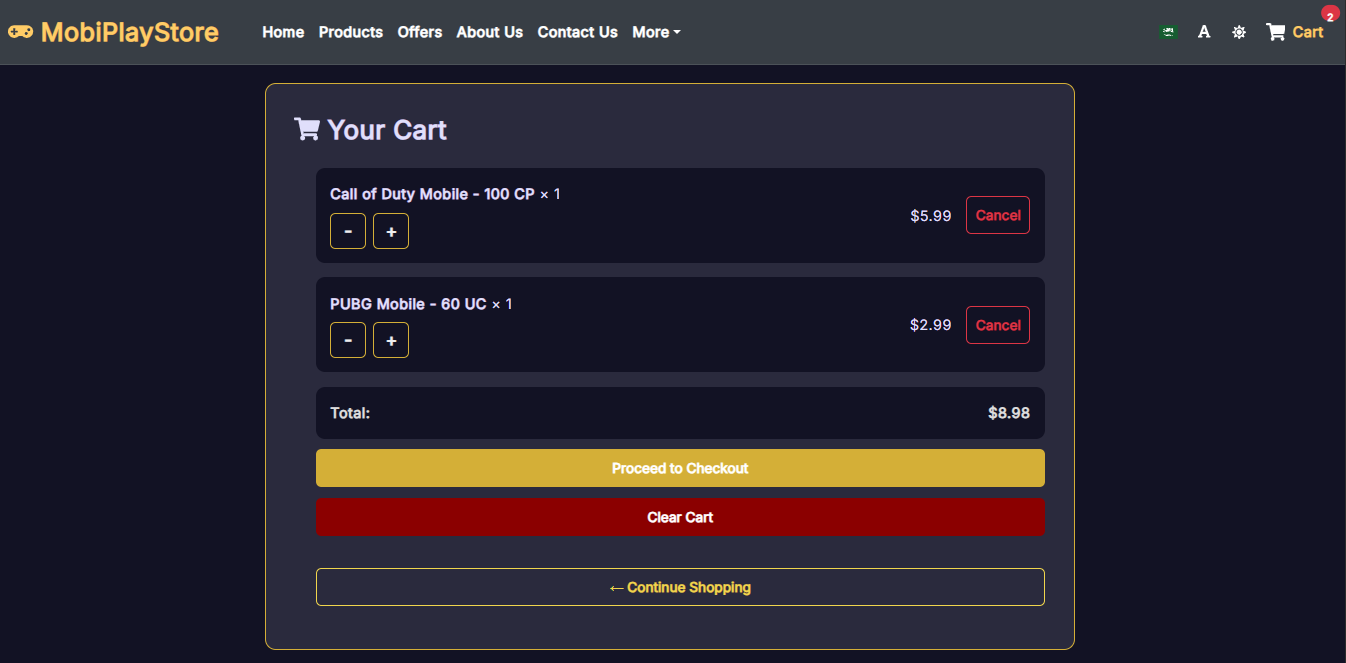 MobiPlayStore Home Products Offers About Us Contact Us More A Cart 2
Your Cart
Call of Duty Mobile - 100 CP × 1
- +
$5.99 Cancel
PUBG Mobile - 60 UC × 1
- +
$2.99 Cancel
Total: $8.98
Proceed to Checkout
Clear Cart
← Continue Shopping